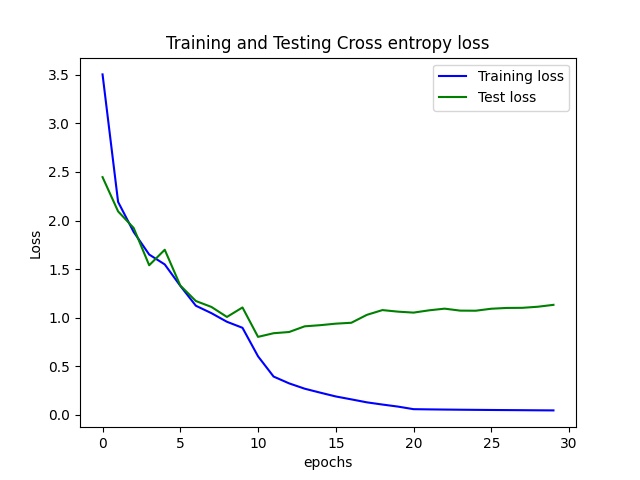 Training and Testing Cross entropy loss
Training loss
Test loss
3.5
3.0
2.5
2.0
1.5
1.0
0.5
0.0
Loss
0 5 10 15 20 25 30
epochs